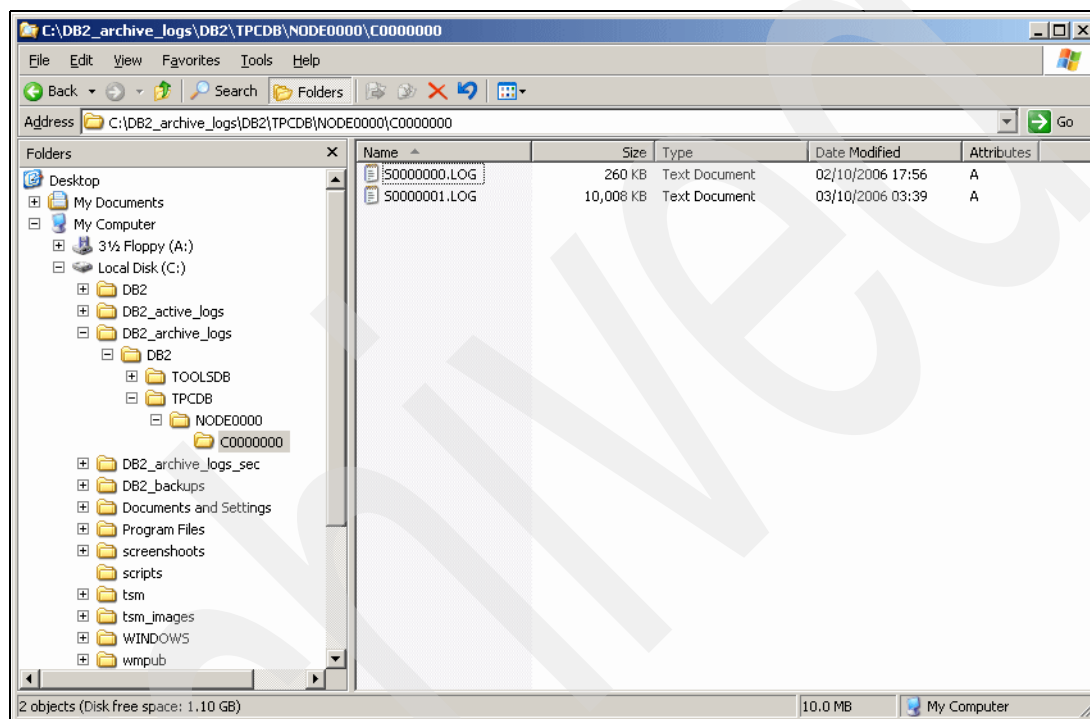 C:\DB2_archive_logs\DB2\TPCDB\NODE0000\C0000000
File Edit View Favorites Tools Help
Back Search Folders
Address C:\DB2_archive_logs\DB2\TPCDB\NODE0000\C0000000 Go
Folders
Name Size Type Date Modified Attributes
S0000000.LOG 260 KB Text Document 02/10/2006 17:56 A
S0000001.LOG 10,008 KB Text Document 03/10/2006 03:39 A
Desktop
My Documents
My Computer
3½ Floppy (A:)
Local Disk (C:)
DB2
DB2_active_logs
DB2_archive_logs
DB2
TOOLSDB
TPCDB
NODE0000
C0000000
DB2_archive_logs_sec
DB2_backups
Documents and Settings
Program Files
screenshoots
scripts
tsm
tsm_images
WINDOWS
wmpub
2 objects (Disk free space: 1.10 GB) 10.0 MB My Computer